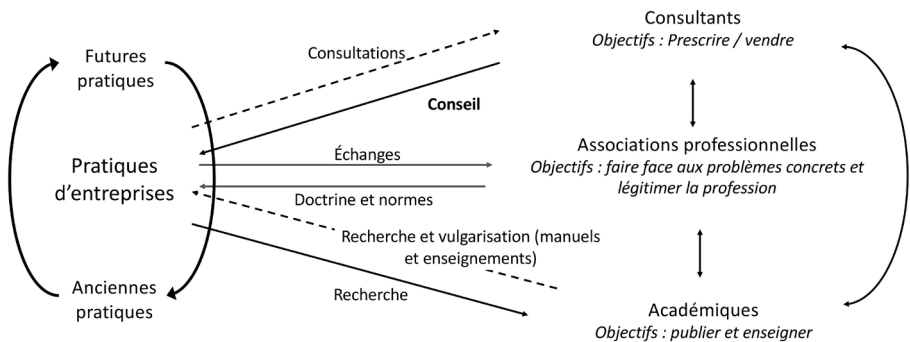 Consultants
Objectifs : Prescrire / vendre
Futures
pratiques
Consultations
Conseil
Pratiques
d’entreprises
Échanges
Associations professionnelles
Objectifs : faire face aux problèmes concrets et
légitimer la profession
Doctrine et normes
Recherche et vulgarisation (manuels
et enseignements)
Anciennes
pratiques
Recherche
Académiques
Objectifs : publier et enseigner